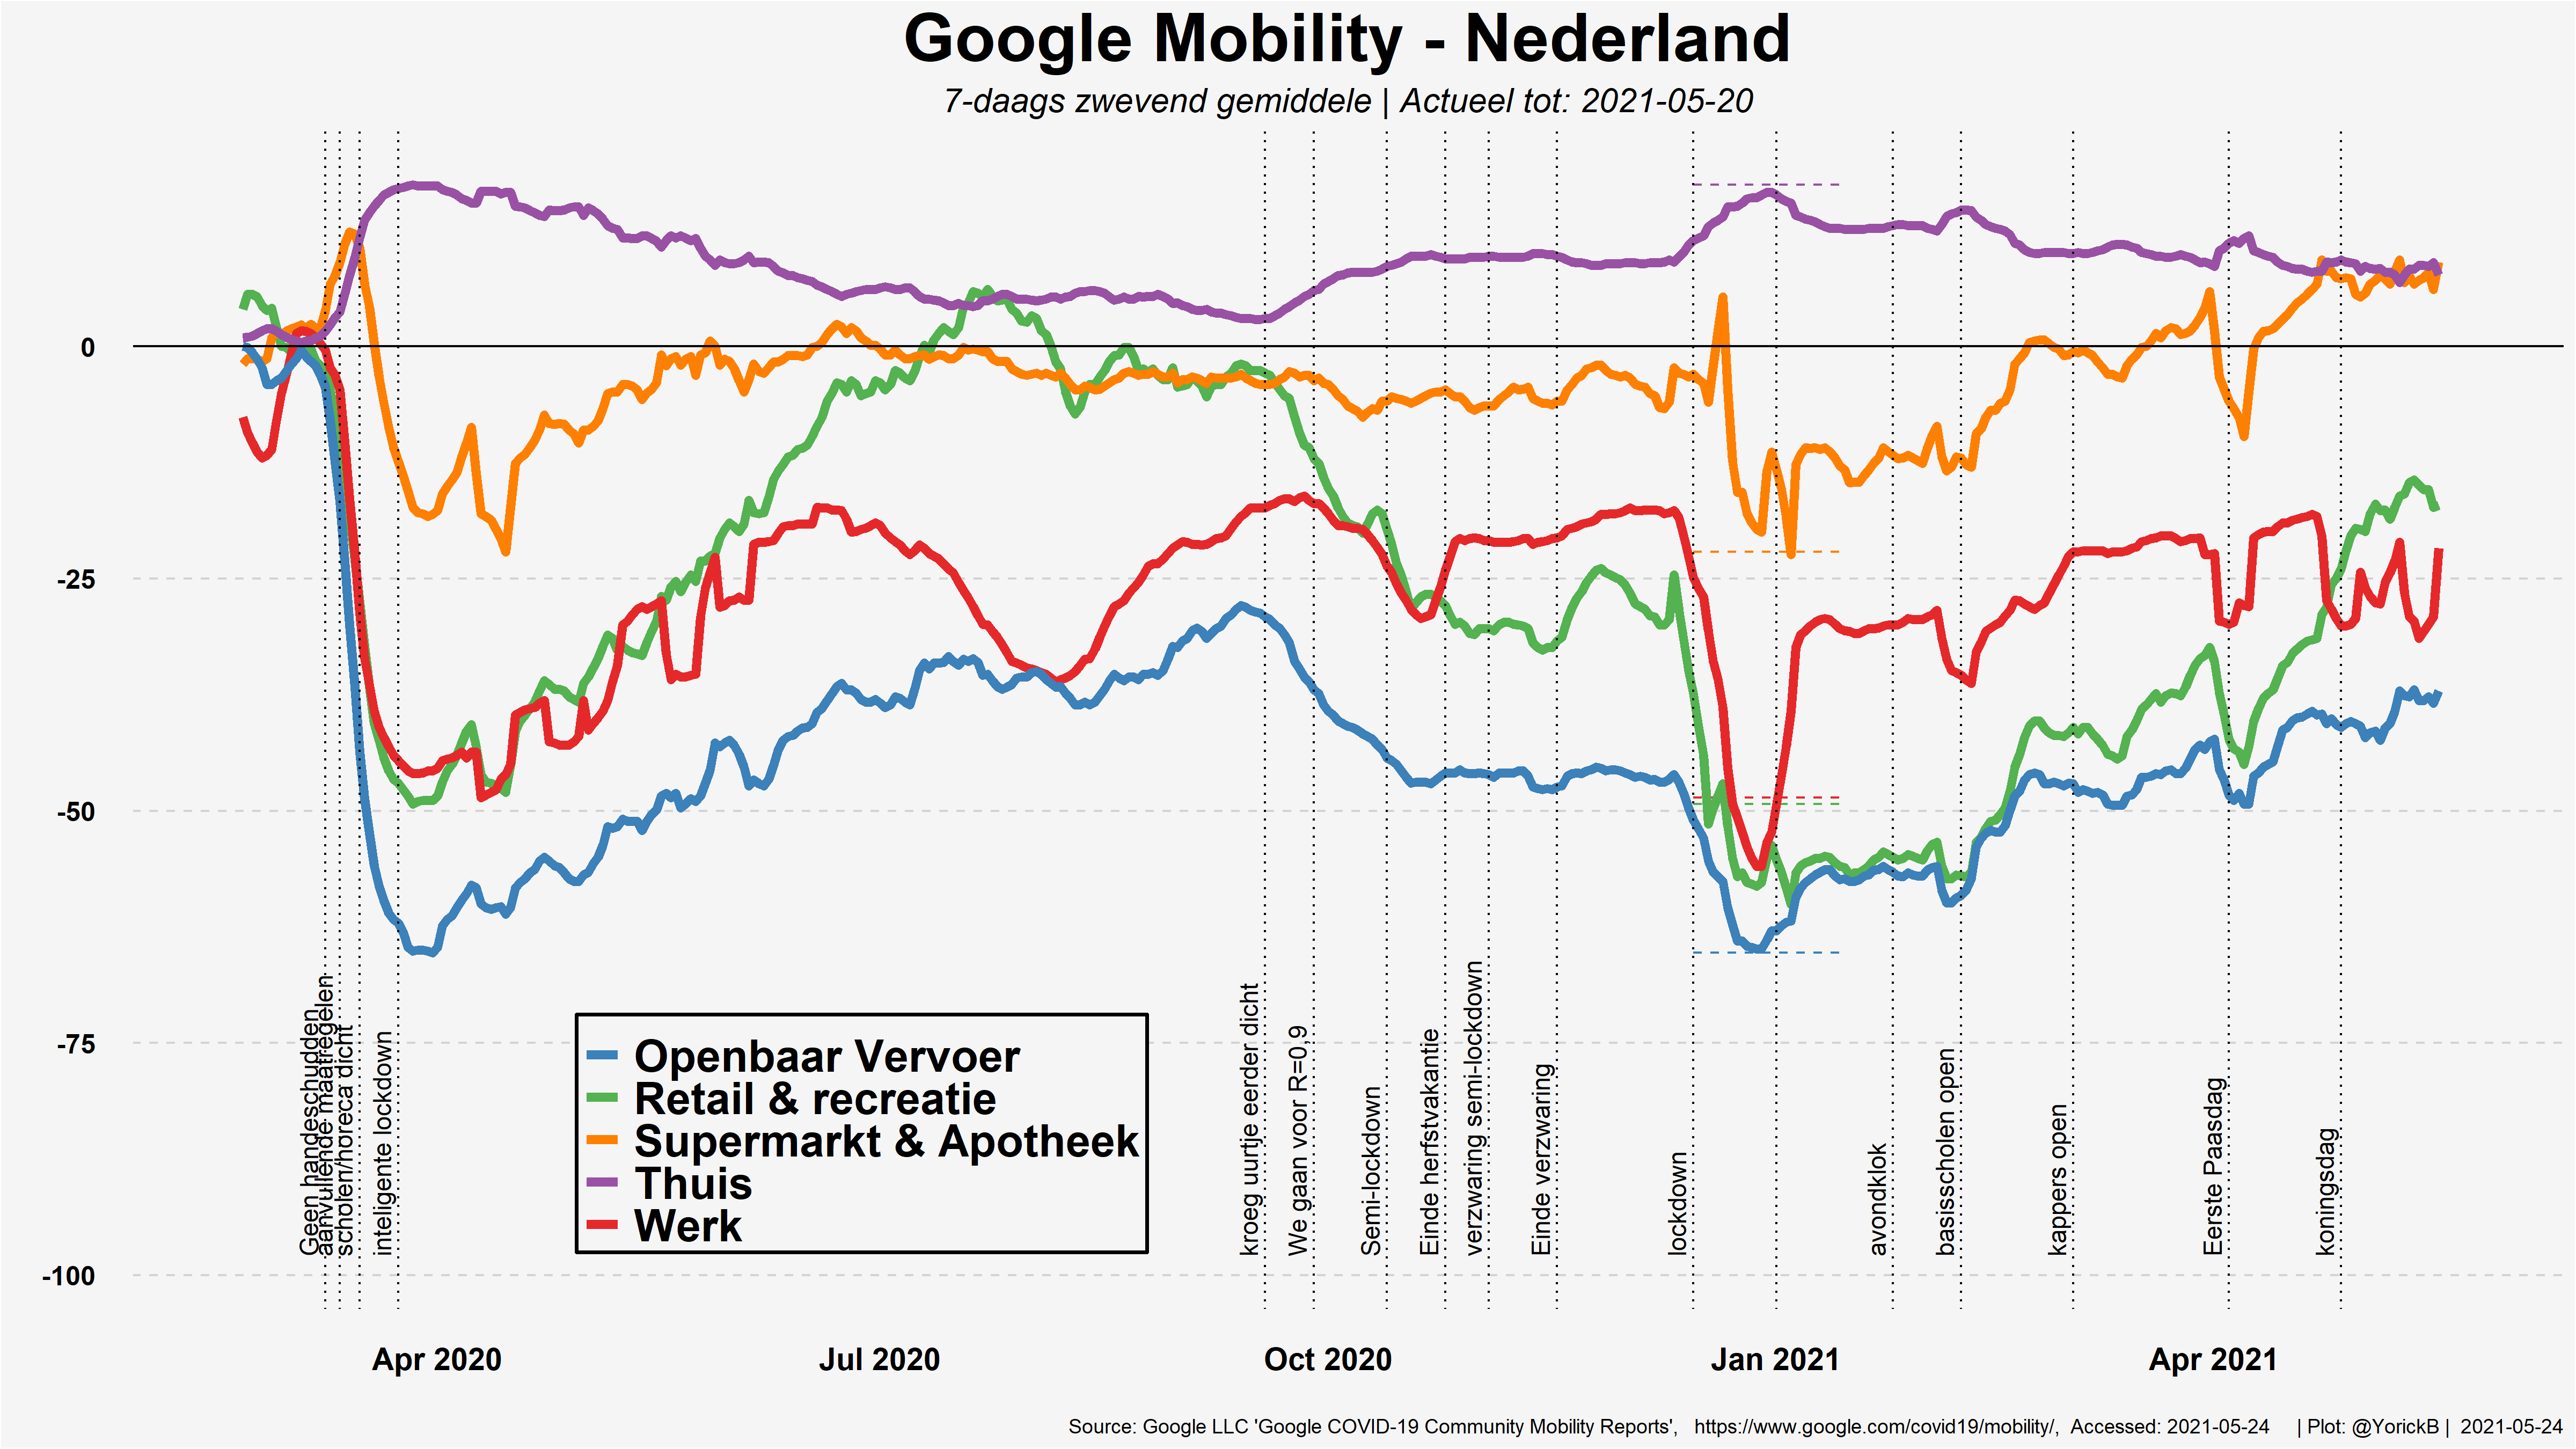 Google Mobility - Nederland
7-daags zwevend gemiddele | Actueel tot: 2021-05-20
0
-25
-50
-75
-100
Geen handeschudden
aanvullende maatregelen
scholen/horeca dicht
inteligente lockdown
kroeg uurtje eerder dicht
We gaan voor R=0,9
Semi-lockdown
Einde herfstvakantie
verzwaring semi-lockdown
Einde verzwaring
lockdown
avondklok
basisscholen open
kappers open
Eerste Paasdag
koningsdag
Openbaar Vervoer
Retail & recreatie
Supermarkt & Apotheek
Thuis
Werk
Apr 2020
Jul 2020
Oct 2020
Jan 2021
Apr 2021
Source: Google LLC 'Google COVID-19 Community Mobility Reports', https://www.google.com/covid19/mobility/, Accessed: 2021-05-24 | Plot: @YorickB | 2021-05-24